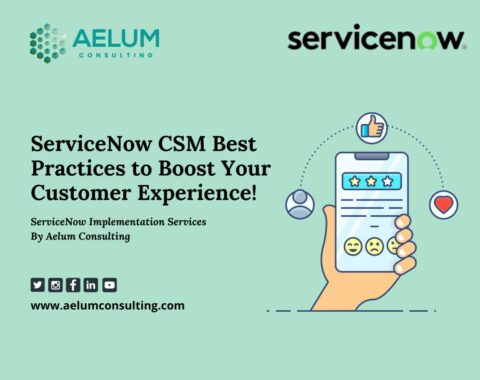 AELUM
CONSULTING
servicenow®
ServiceNow CSM Best
Practices to Boost Your
Customer Experience!
ServiceNow Implementation Services
By Aelum Consulting
www.aelumconsulting.com